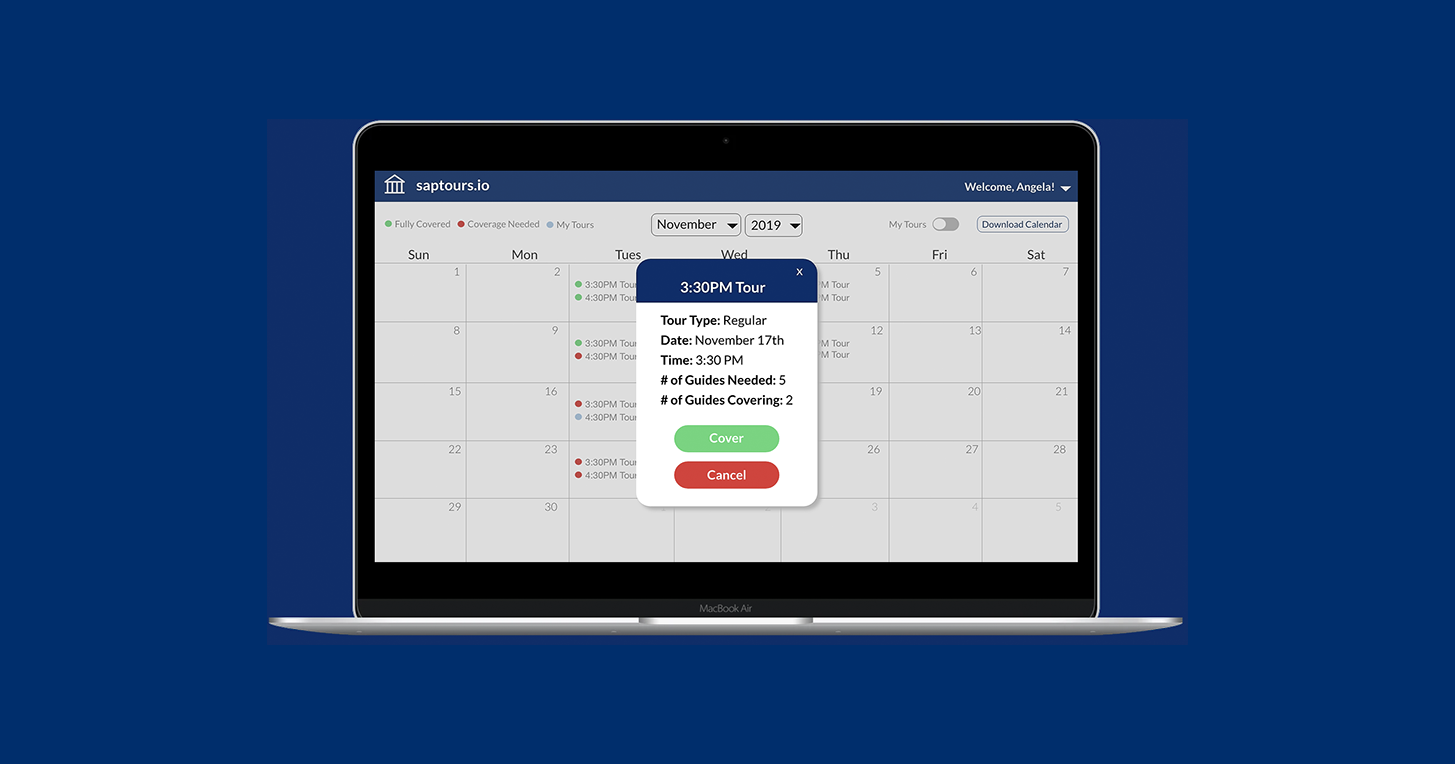 saptours.io
Welcome, Angela!
Fully Covered Coverage Needed My Tours
November 2019
My Tours Download Calendar
Sun Mon Tues Wed Thu Fri Sat
1 2 5 6 7
3:30PM Tour M Tour
4:30PM Tour M Tour
8 9 12 13 14
3:30PM Tour PM Tour
4:30PM Tour PM Tour
15 16 19 20 21
3:30PM Tour
4:30PM Tour
22 23 26 27 28
3:30PM Tour
4:30PM Tour
29 30 3 4 5
X
3:30PM Tour
Tour Type: Regular
Date: November 17th
Time: 3:30 PM
# of Guides Needed: 5
# of Guides Covering: 2
Cover
Cancel
MacBook Air